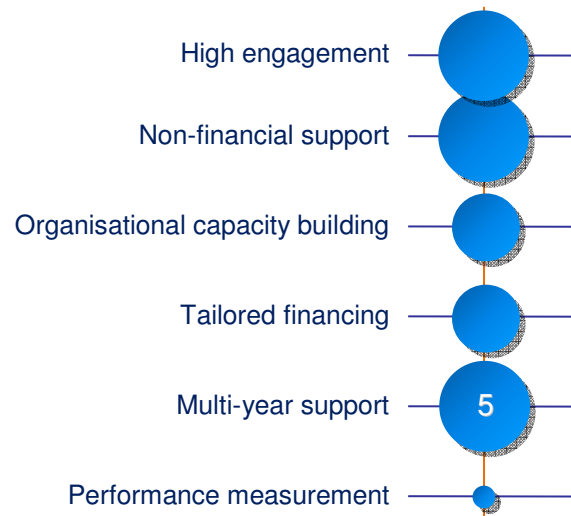 High engagement
Non-financial support
Organisational capacity building
Tailored financing
Multi-year support
5
Performance measurement